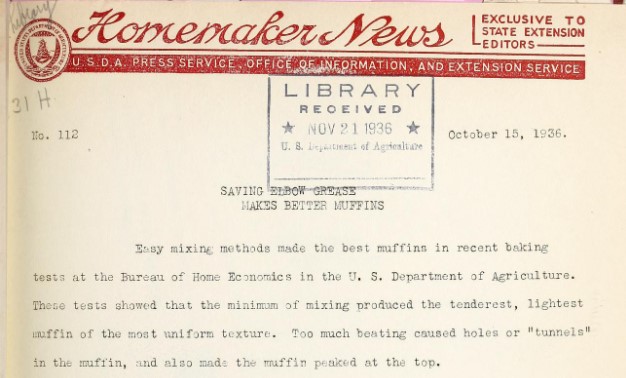 Library
Homemaker News
EXCLUSIVE TO
STATE EXTENSION
EDITORS
U.S.D.A. PRESS SERVICE, OFFICE OF INFORMATION, AND EXTENSION SERVICE
31 H
LIBRARY
RECEIVED
★ NOV 21 1936 ★
U. S. Department of Agriculture
No. 112
October 15, 1936.
SAVING ELBOW GREASE
MAKES BETTER MUFFINS
Easy mixing methods made the best muffins in recent baking
tests at the Bureau of Home Economics in the U. S. Department of Agriculture.
These tests showed that the minimum of mixing produced the tenderest, lightest
muffin of the most uniform texture. Too much beating caused holes or "tunnels"
in the muffin, and also made the muffin peaked at the top.